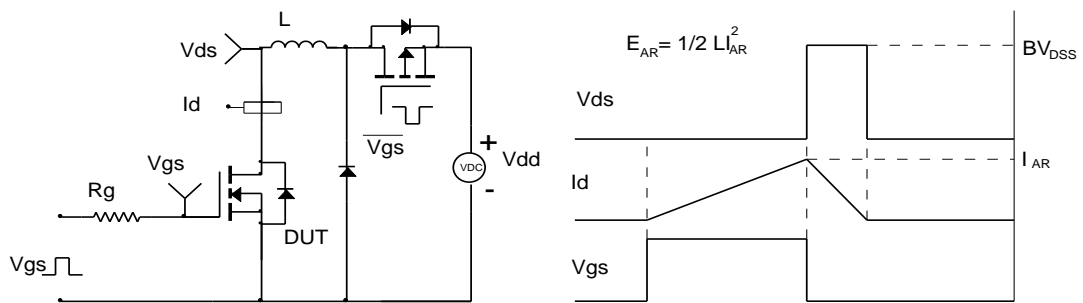 L
Vds
Id
Vgs
Vgs
Rg
VDC
+
Vdd
-
DUT
Vgs
E_AR = 1/2 LI_AR^2
BV_DSS
Vds
I_AR
Id
Vgs